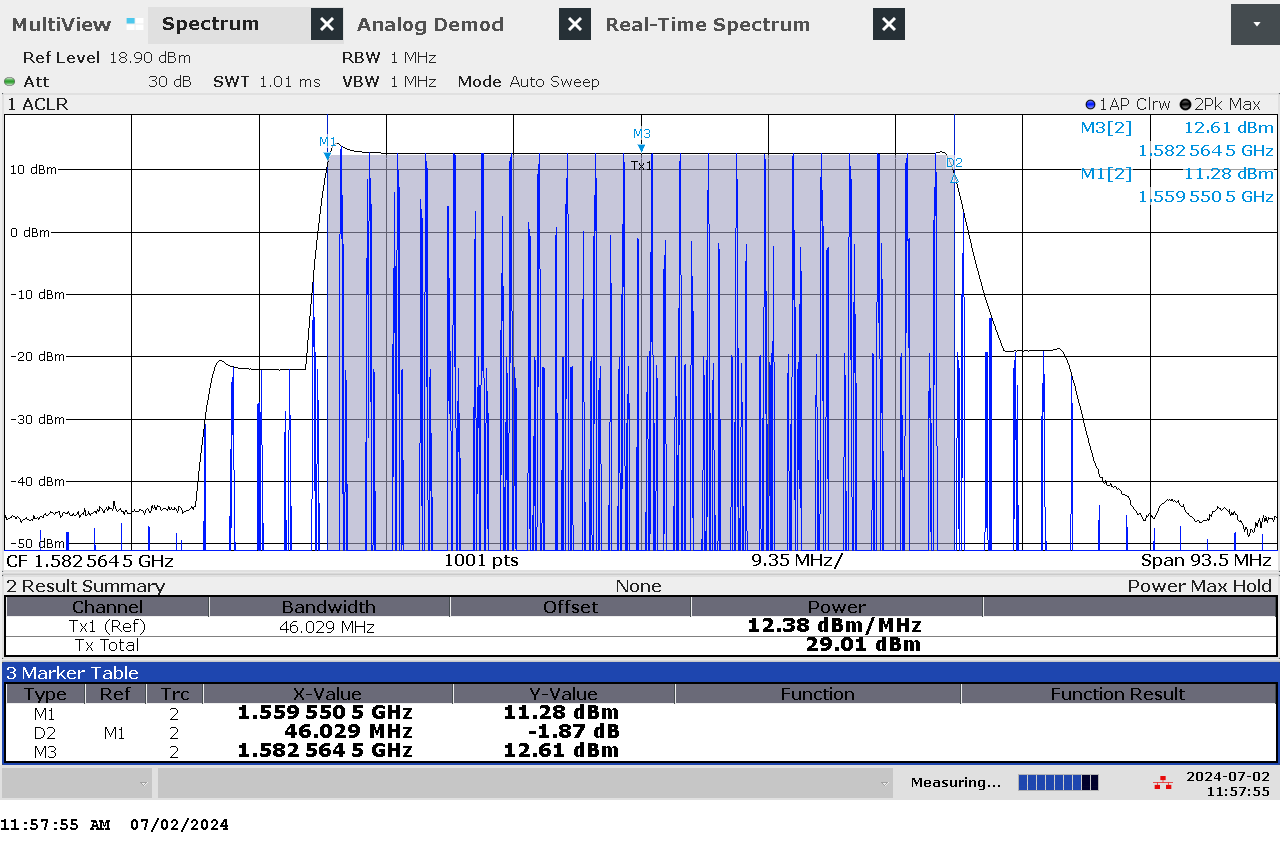 MultiView Spectrum Analog Demod Real-Time Spectrum
Ref Level 18.90 dBm RBW 1 MHz
Att 30 dB SWT 1.01 ms VBW 1 MHz Mode Auto Sweep
1 ACLR 1AP Clrw 2Pk Max
M3[2] 12.61 dBm
1.582 564 5 GHz
M1[2] 11.28 dBm
1.559 550 5 GHz
M1
M3
D2
Tx1
10 dBm
0 dBm
-10 dBm
-20 dBm
-30 dBm
-40 dBm
-50 dBm
CF 1.582 564 5 GHz 1001 pts 9.35 MHz/ Span 93.5 MHz
2 Result Summary None Power Max Hold
Channel Bandwidth Offset Power
Tx1 (Ref) 46.029 MHz 12.38 dBm/MHz
Tx Total 29.01 dBm
3 Marker Table
Type Ref Trc X-Value Y-Value Function Function Result
M1 2 1.559 550 5 GHz 11.28 dBm
D2 M1 2 46.029 MHz -1.87 dB
M3 2 1.582 564 5 GHz 12.61 dBm
Measuring... 2024-07-02
11:57:55
11:57:55 AM 07/02/2024